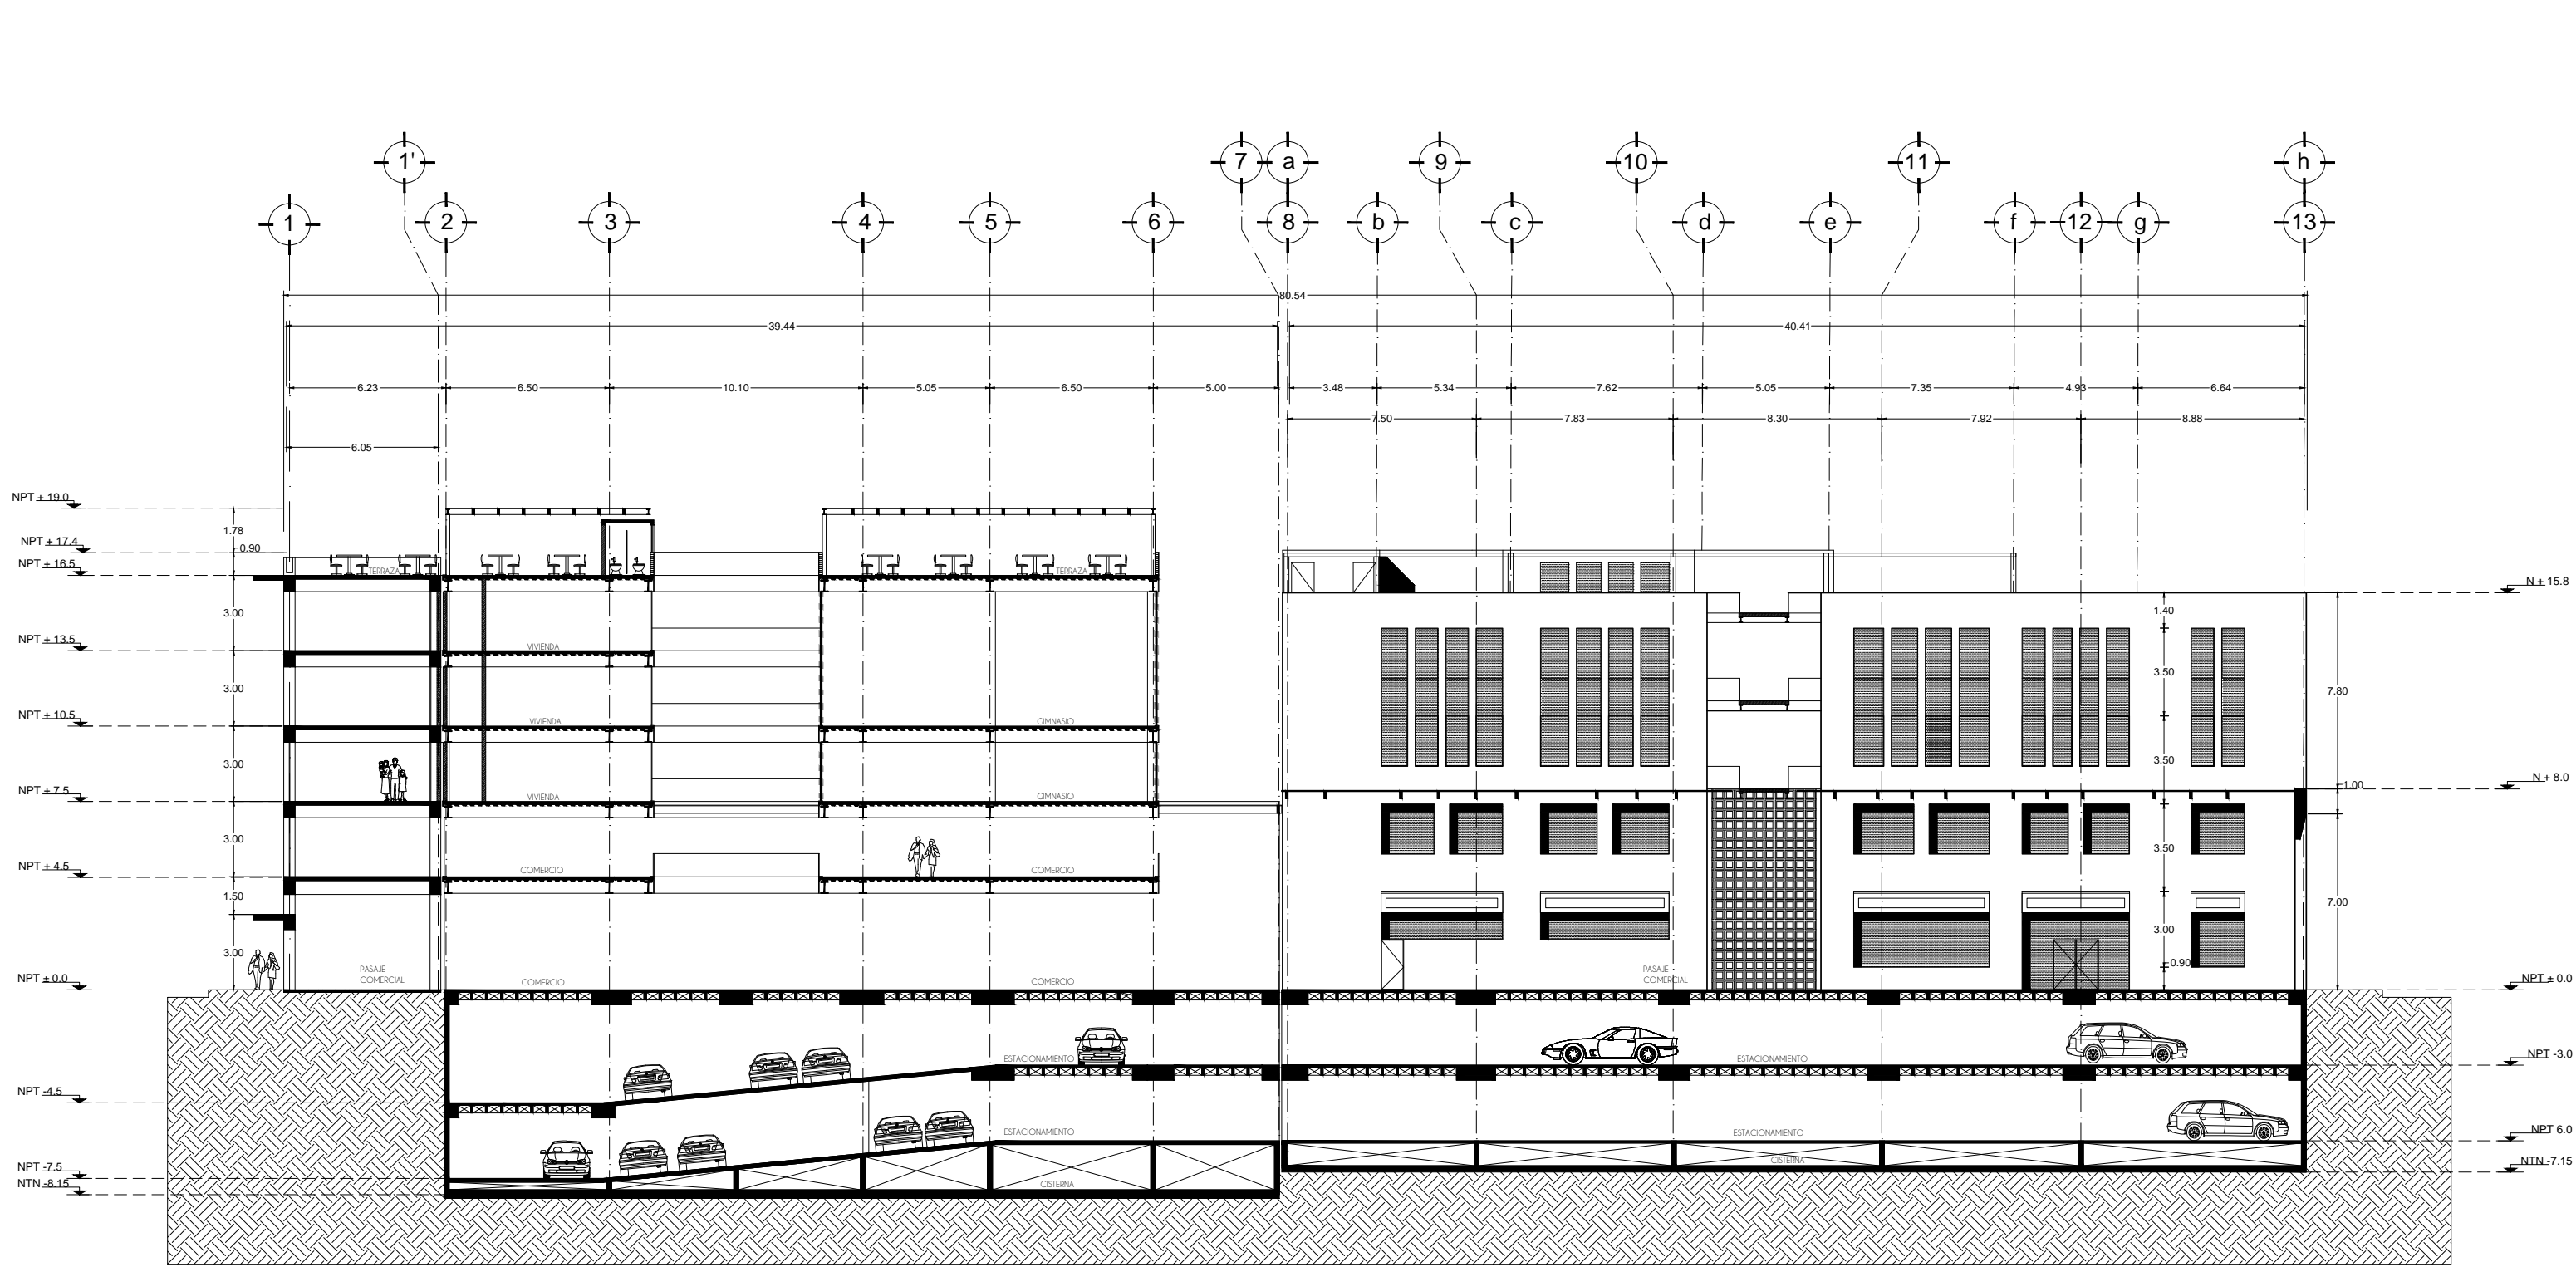 1' 7 a 9 10 11 h
1 2 3 4 5 6 8 b c d e f 12 g 13
80.54
39.44 40.41
6.23 6.50 10.10 5.05 6.50 5.00 3.48 5.34 7.62 5.05 7.35 4.93 6.64
7.50 7.83 8.30 7.92 8.88
6.05
NPT + 19.0
1.78
NPT + 17.4
0.90
NPT + 16.5
TERRAZA TERRAZA
N + 15.8
3.00
1.40
NPT + 13.5
VIVIENDA
3.50
3.00
7.80
NPT + 10.5
VIVIENDA GIMNASIO
3.00
3.50
N + 8.0
1.00
NPT + 7.5
VIVIENDA GIMNASIO
3.00
3.50
NPT + 4.5
COMERCIO COMERCIO
1.50
7.00
3.00
3.00
0.90
PASAJE
COMERCIAL
PASAJE
COMERCIAL
NPT ± 0.0
COMERCIO COMERCIO
NPT ± 0.0
ESTACIONAMIENTO ESTACIONAMIENTO
NPT -3.0
NPT -4.5
ESTACIONAMIENTO ESTACIONAMIENTO
NPT 6.0
NPT -7.5
CISTERNA
NTN -7.15
NTN -8.15
CISTERNA